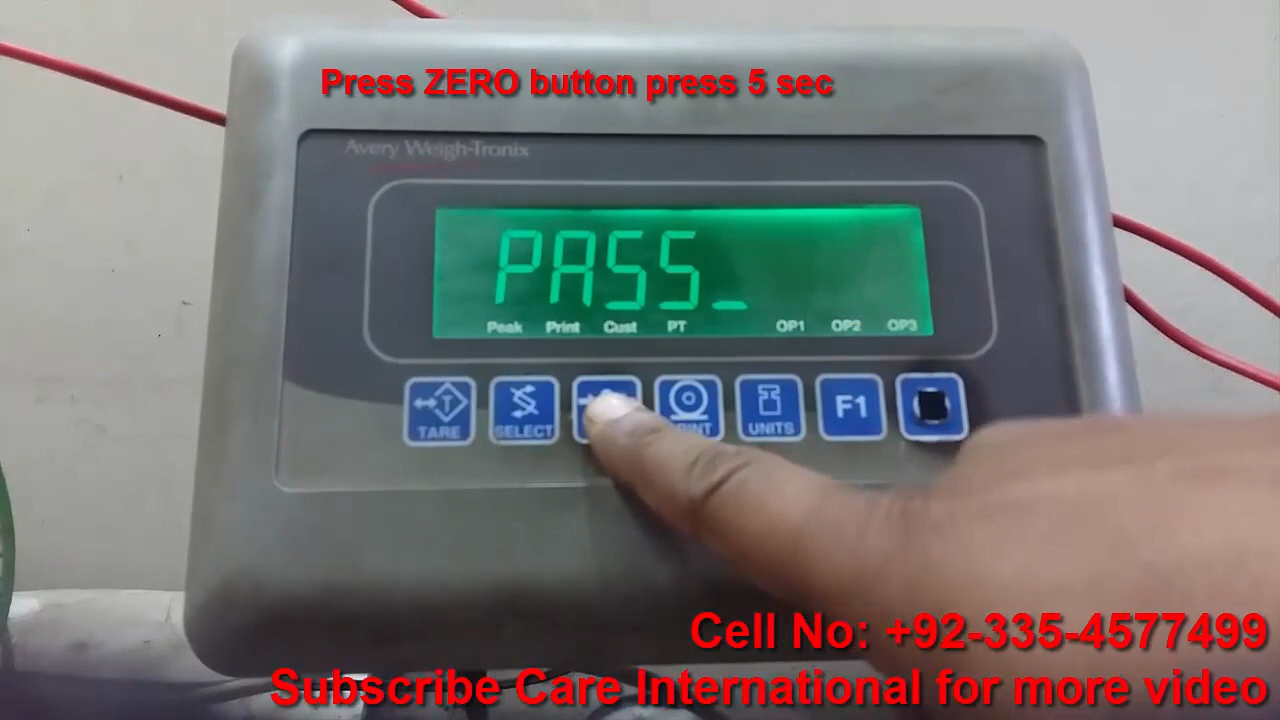 Press ZERO button press 5 sec
Avery Weigh-Tronix
PASS_
Peak Print Cust PT OP1 OP2 OP3
TARE SELECT UNITS F1
Cell No: +92-335-4577499
Subscribe Care International for more video